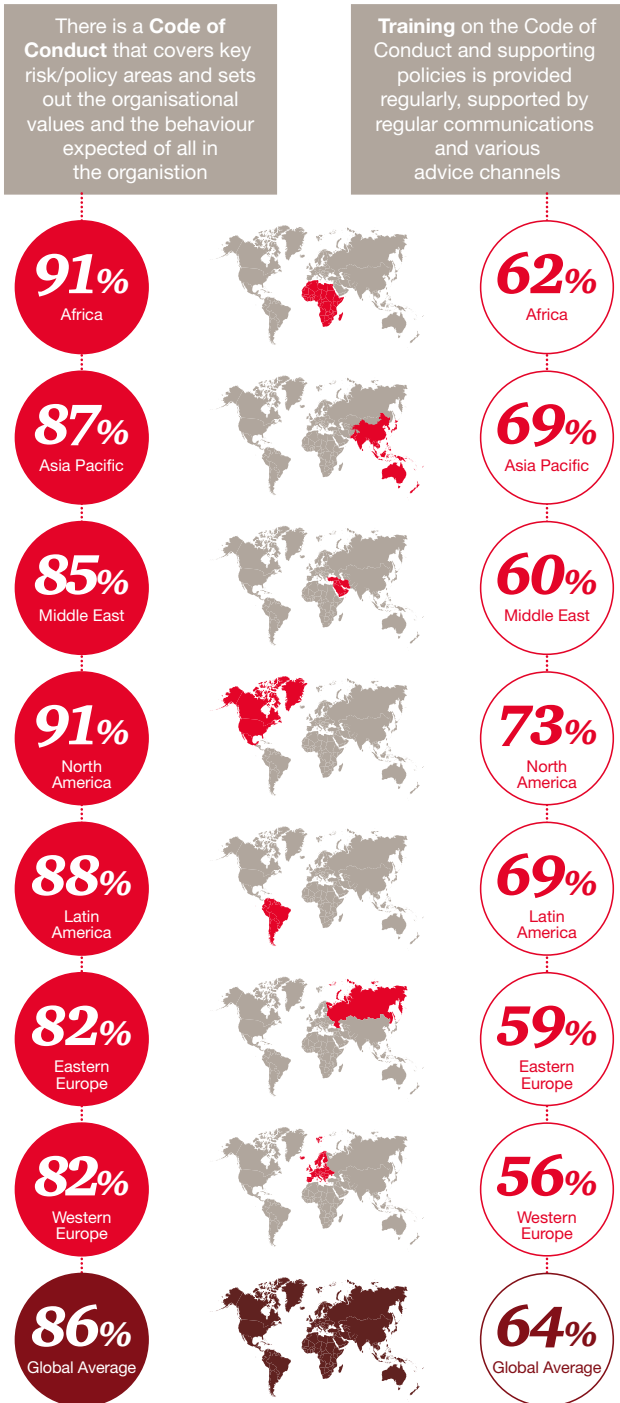 There is a Code of
Conduct that covers key
risk/policy areas and sets
out the organisational
values and the behaviour
expected of all in
the organistion
Training on the Code of
Conduct and supporting
policies is provided
regularly, supported by
regular communications
and various
advice channels
91%
Africa
62%
Africa
87%
Asia Pacific
69%
Asia Pacific
85%
Middle East
60%
Middle East
91%
North
America
73%
North
America
88%
Latin
America
69%
Latin
America
82%
Eastern
Europe
59%
Eastern
Europe
82%
Western
Europe
56%
Western
Europe
86%
Global Average
64%
Global Average